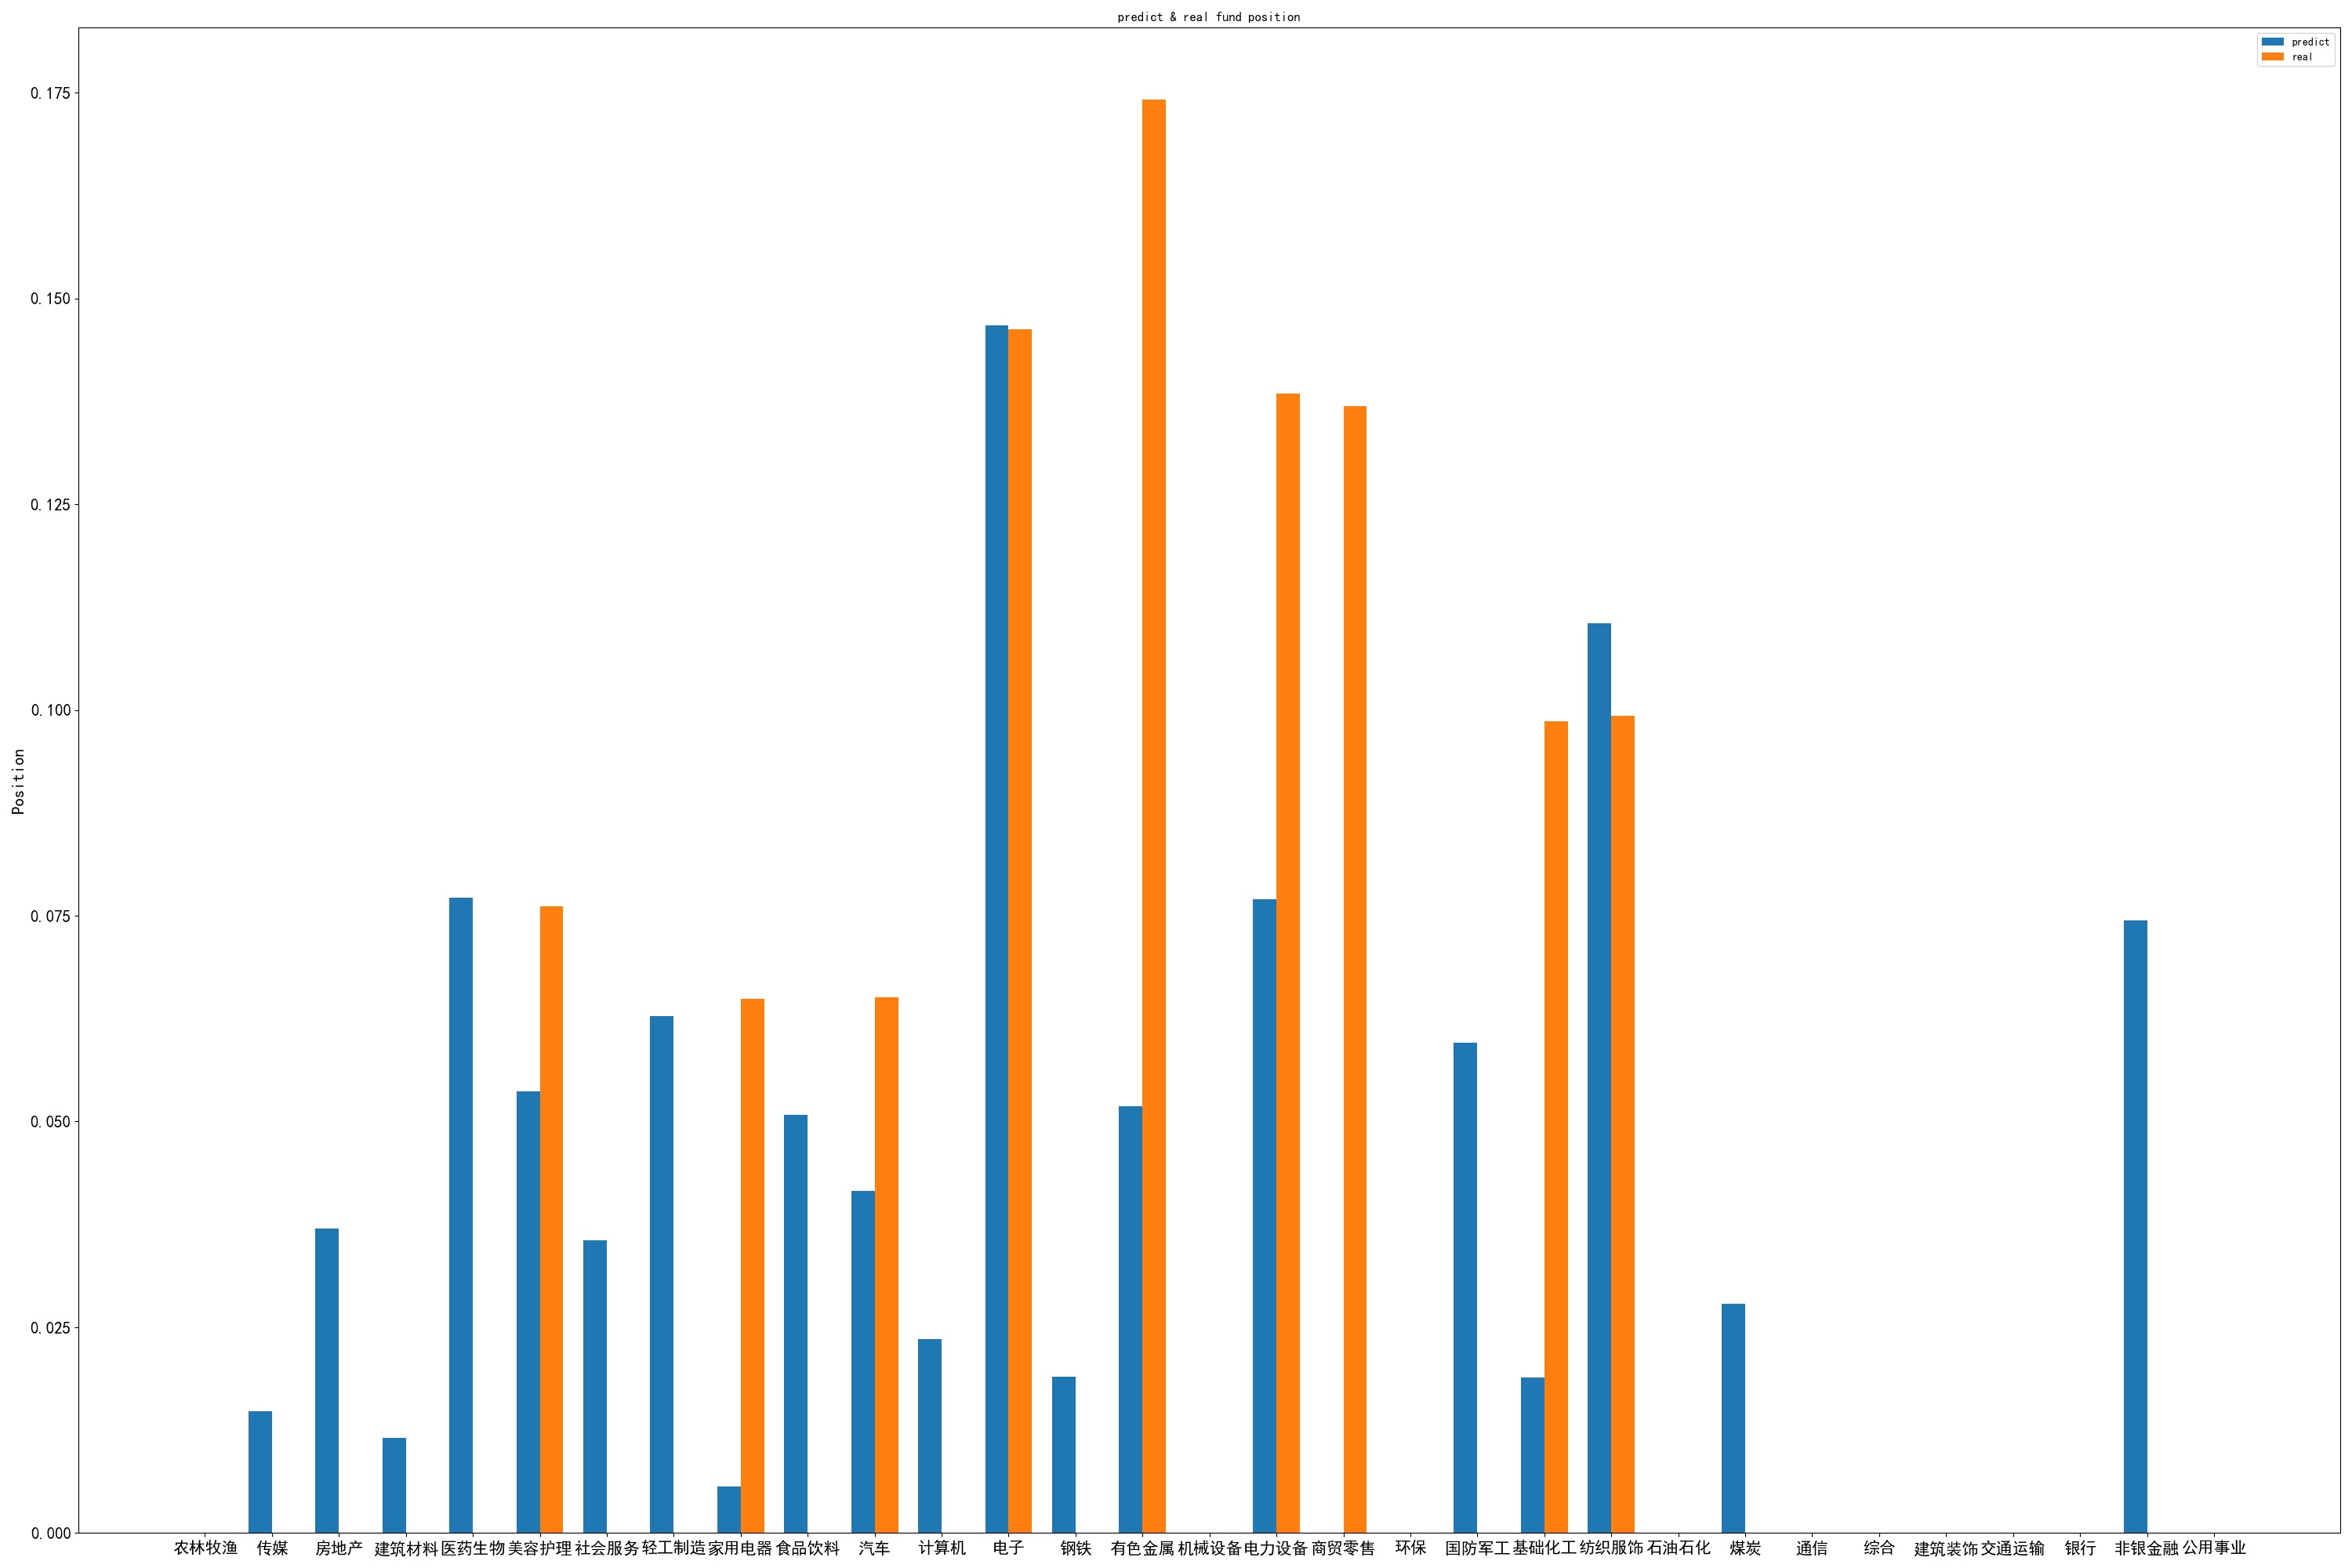 predict & real fund position
predict
real
0.175
0.150
0.125
0.100
0.075
0.050
0.025
0.000
Position
农林牧渔 传媒 房地产 建筑材料 医药生物 美容护理 社会服务 轻工制造 家用电器 食品饮料 汽车 计算机 电子 钢铁 有色金属 机械设备 电力设备 商贸零售 环保 国防军工 基础化工 纺织服饰 石油石化 煤炭 通信 综合 建筑装饰 交通运输 银行 非银金融 公用事业